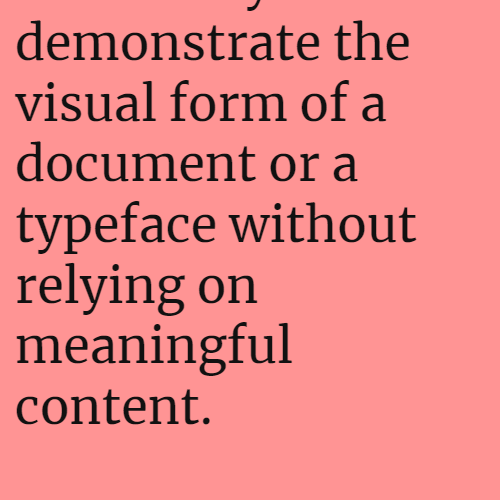 demonstrate the
visual form of a
document or a
typeface without
relying on
meaningful
content.